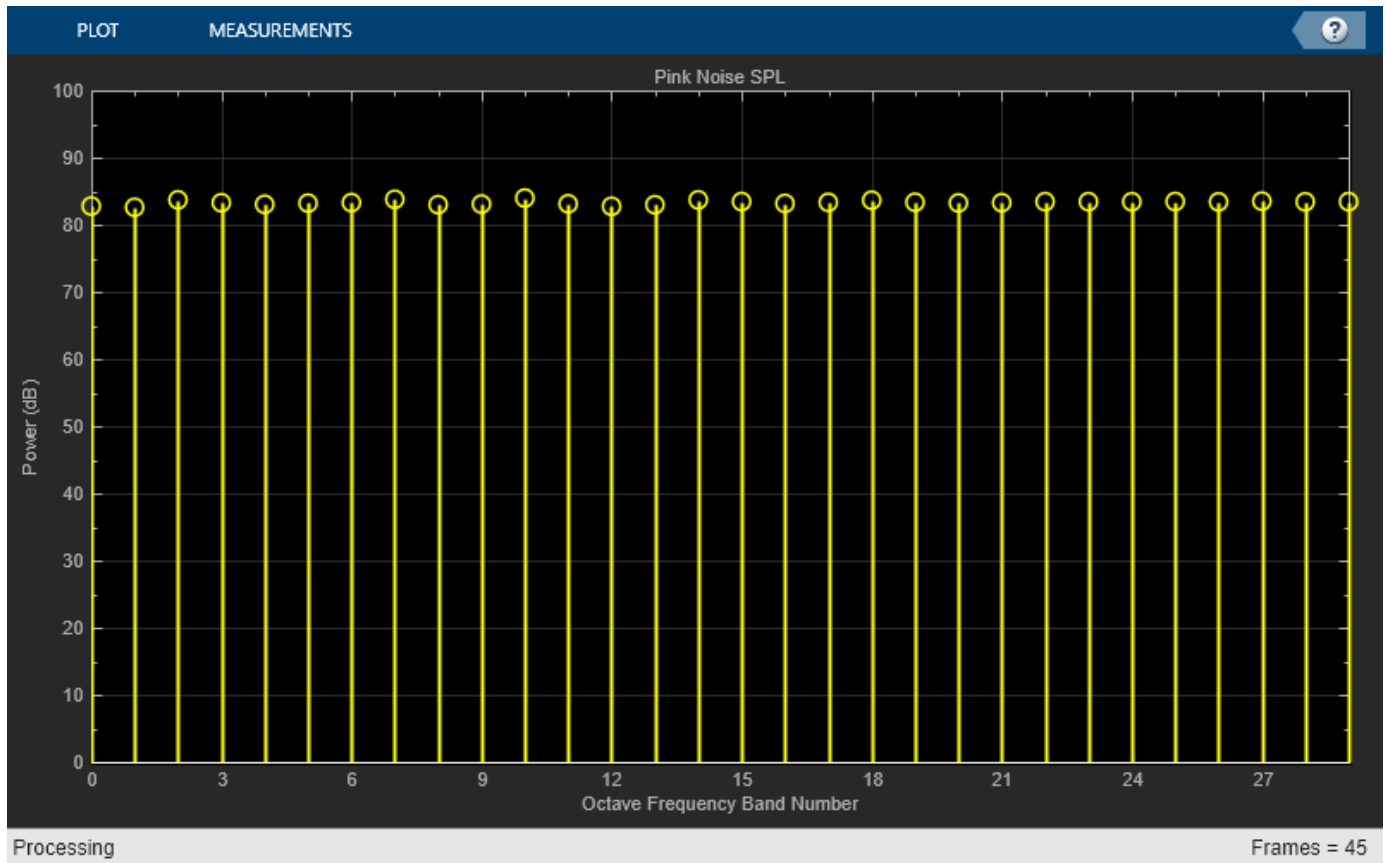 PLOT MEASUREMENTS ?
Pink Noise SPL
100
90
80
70
60
50
40
30
20
10
0
Power (dB)
0 3 6 9 12 15 18 21 24 27
Octave Frequency Band Number
Processing Frames = 45